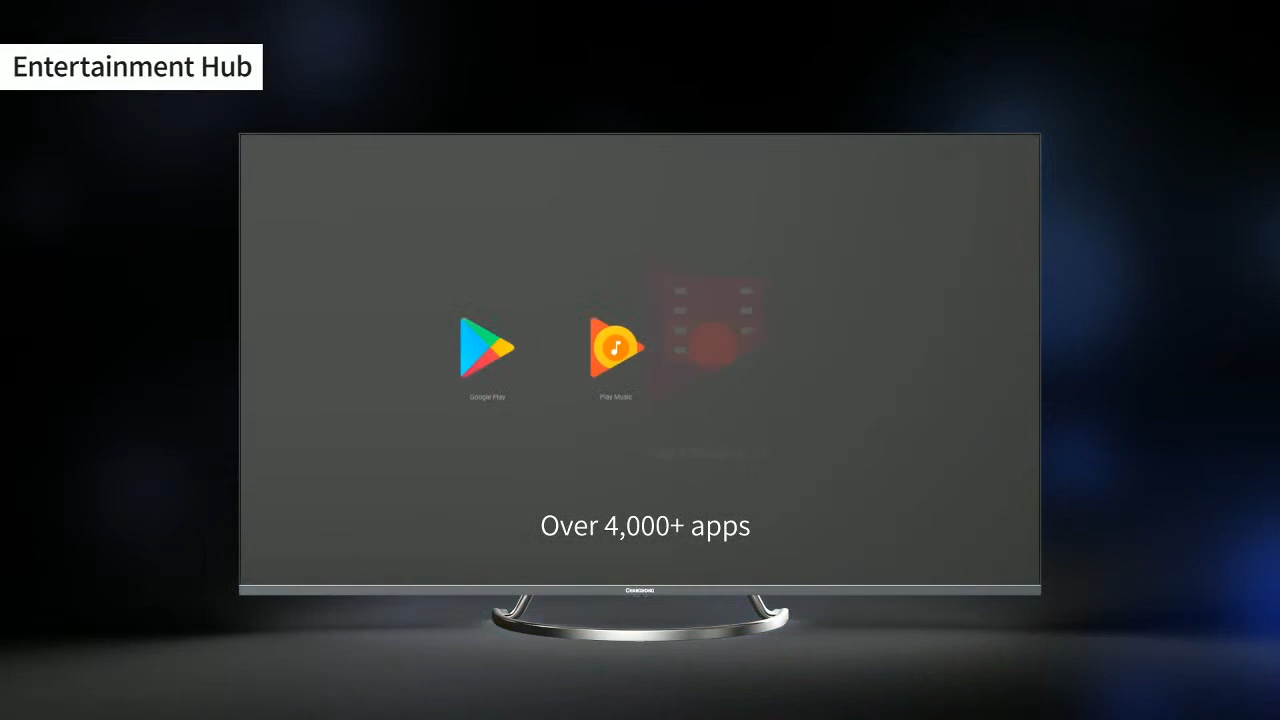 Entertainment Hub
Google Play
Play Music
Over 4,000+ apps
CHANGHONG